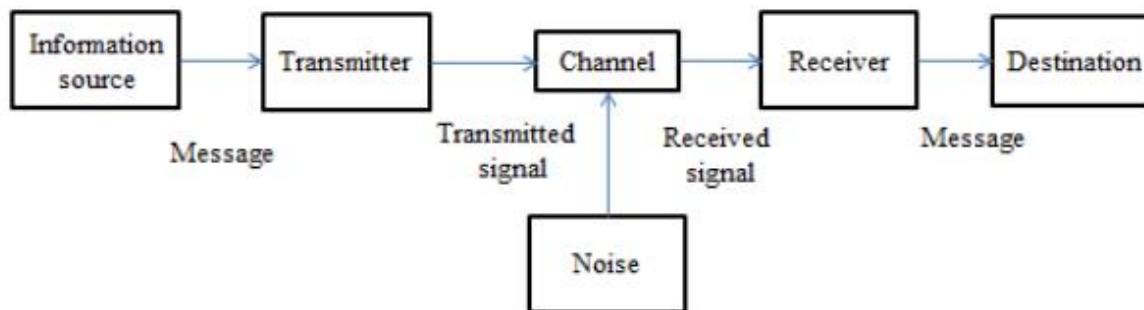 Information
source
Transmitter
Channel
Receiver
Destination
Message
Transmitted
signal
Received
signal
Message
Noise